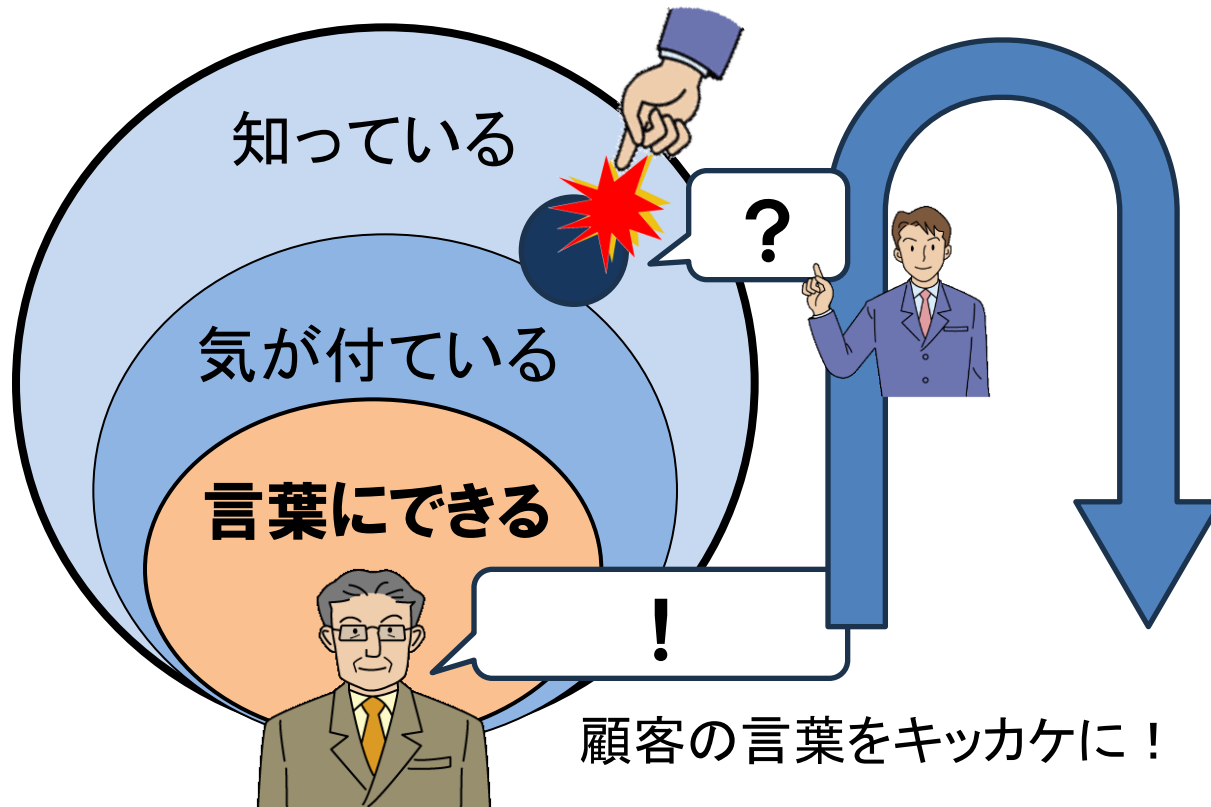 知っている
?
気が付ている
言葉にできる
!
顧客の言葉をキッカケに!